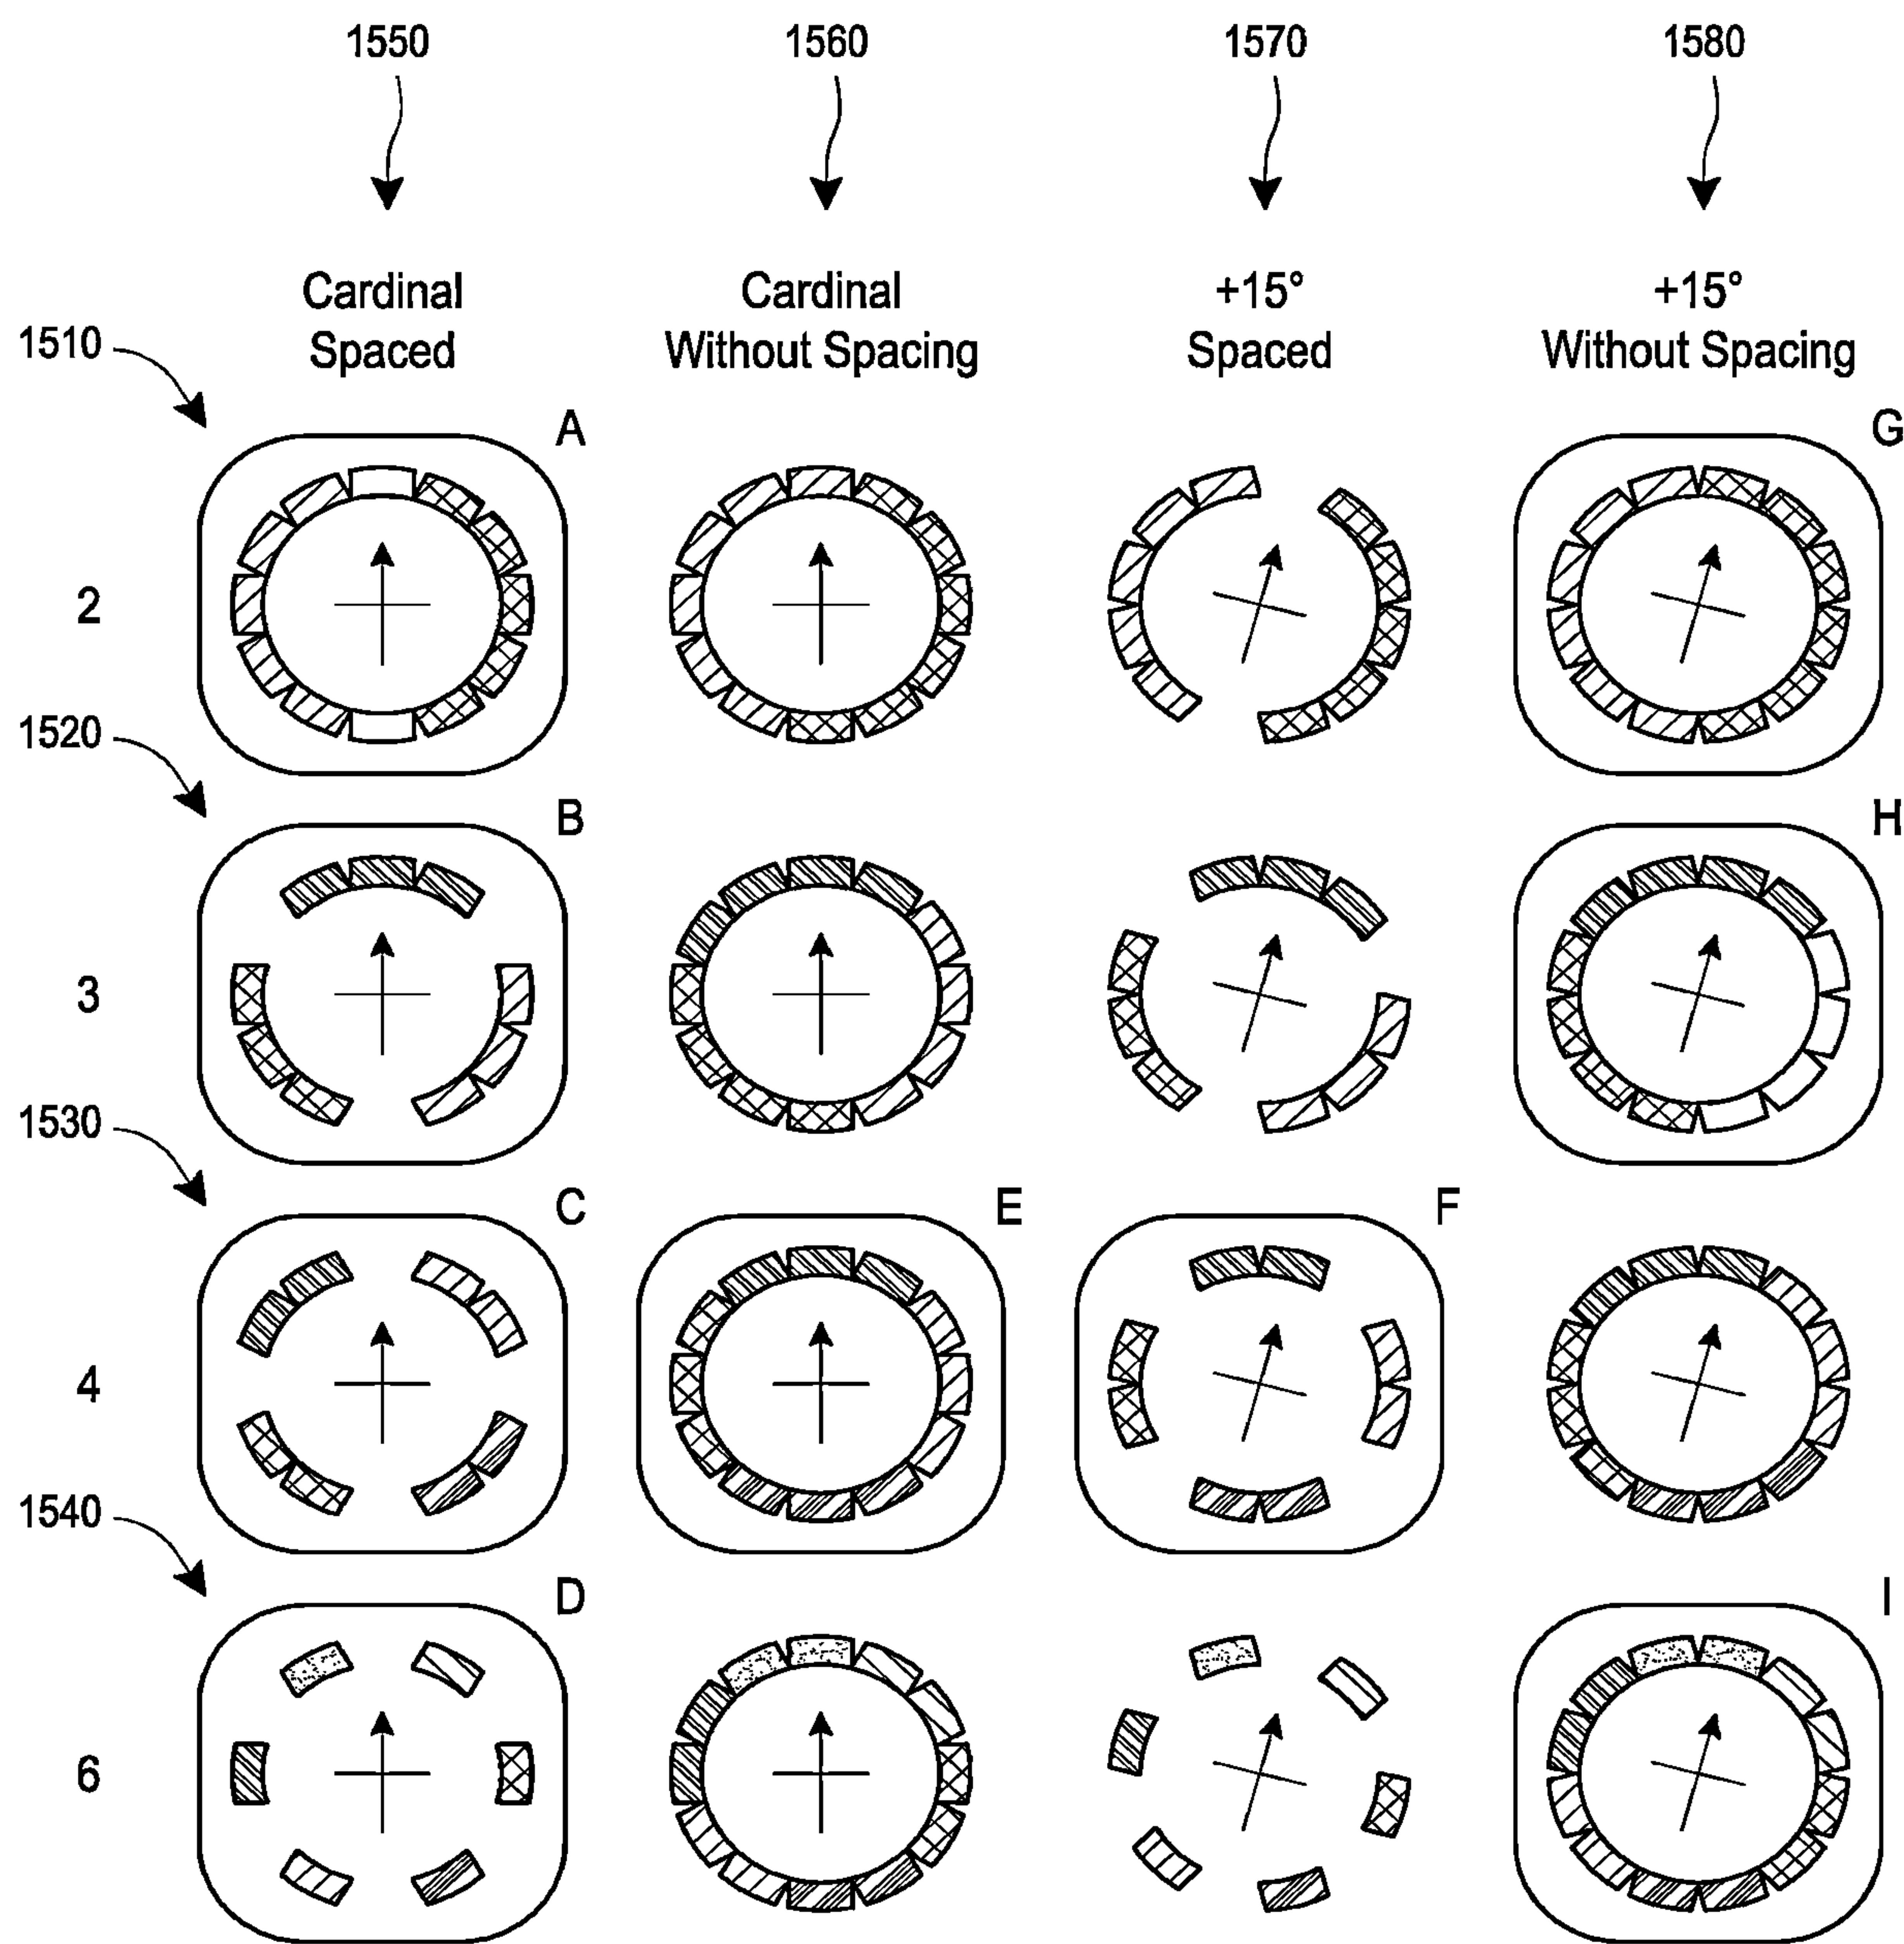 1550 1560 1570 1580
Cardinal Cardinal +15° +15°
Spaced Without Spacing Spaced Without Spacing
1510
A G
2
1520
B H
3
1530
C E F
4
1540
D I
6